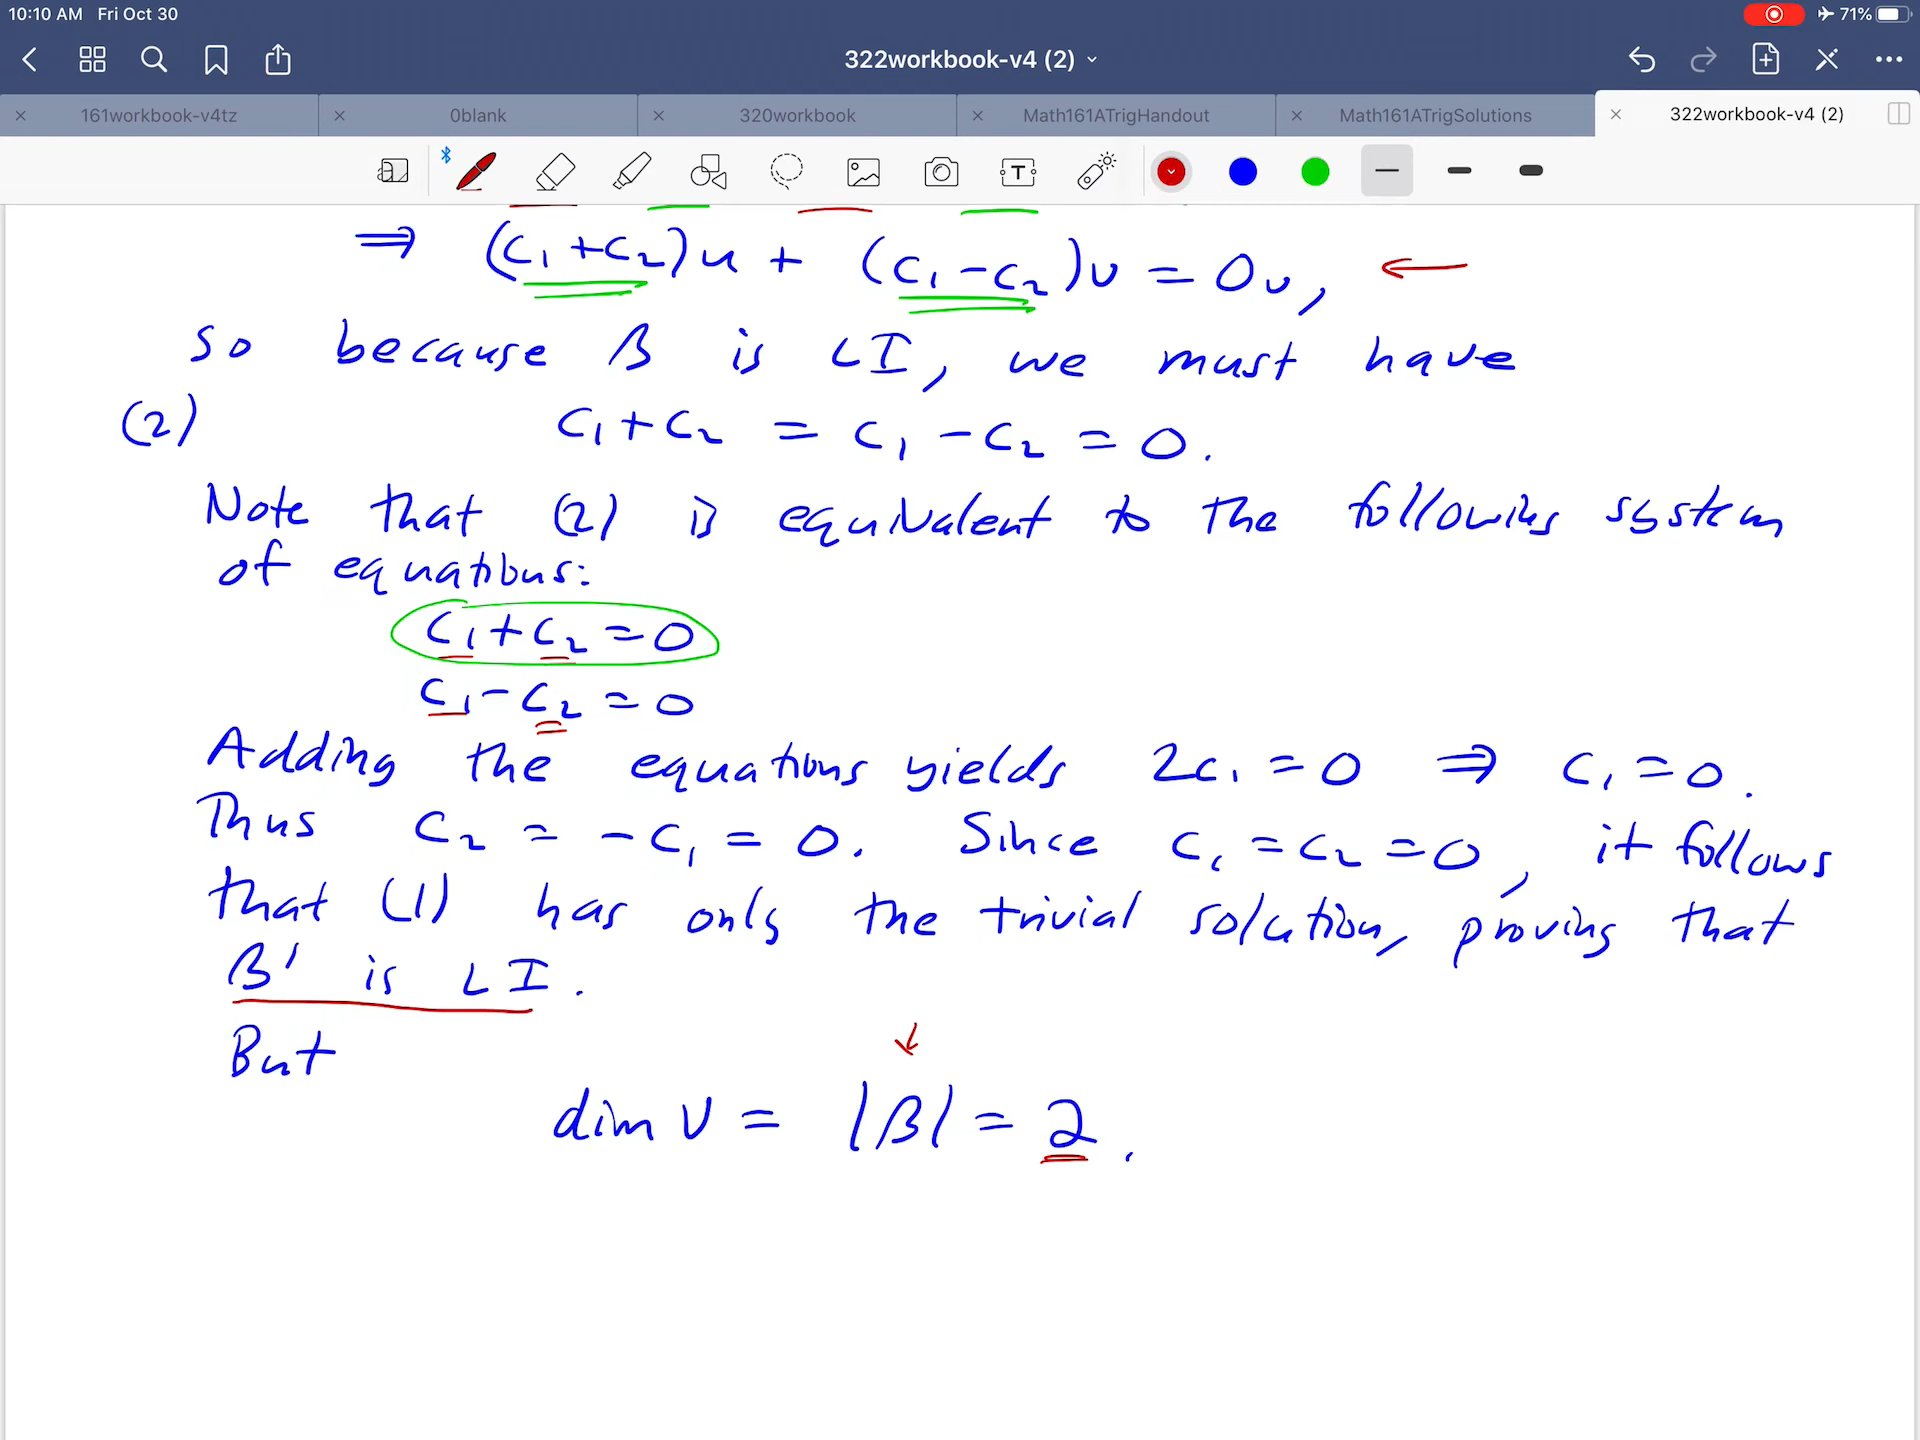 10:10 AM Fri Oct 30
71%
322workbook-v4 (2)
161workbook-v4tz
0blank
320workbook
Math161ATrigHandout
Math161ATrigSolutions
322workbook-v4 (2)
T
⇒ (c₁+c₂)u + (c₁-c₂)v = 0v, ←
so because β is LI, we must have
(2) c₁+c₂ = c₁-c₂ = 0.
Note that (2) is equivalent to the following system
of equations:
c₁+c₂=0
c₁-c₂=0
Adding the equations yields 2c₁=0 ⇒ c₁=0.
Thus c₂ = -c₁ = 0. Since c₁=c₂=0, it follows
that (1) has only the trivial solution, proving that
β' is LI.
But
dim V = |β| = 2.